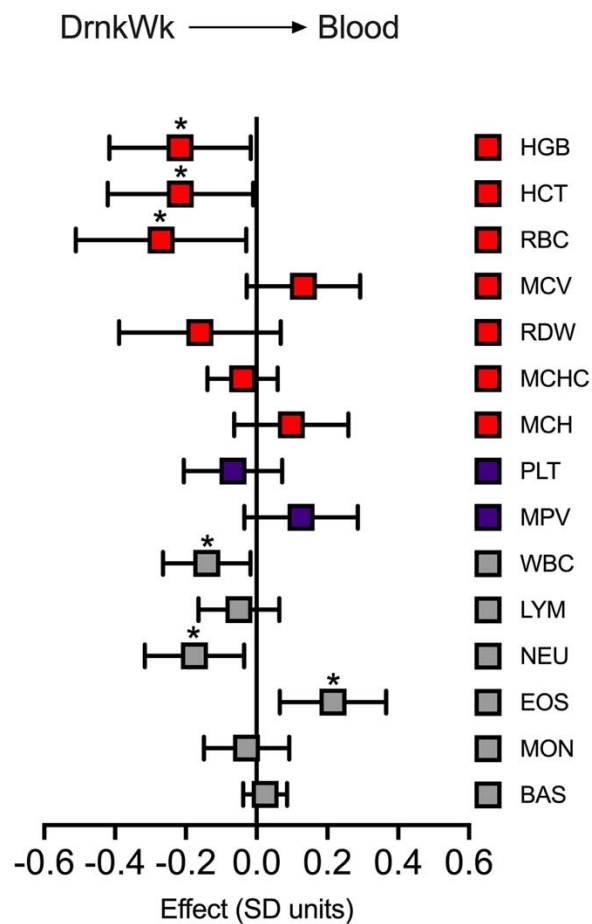 DrnkWk → Blood
* HGB
* HCT
* RBC
MCV
RDW
MCHC
MCH
PLT
MPV
* WBC
LYM
* NEU
* EOS
MON
BAS
-0.6 -0.4 -0.2 0.0 0.2 0.4 0.6
Effect (SD units)